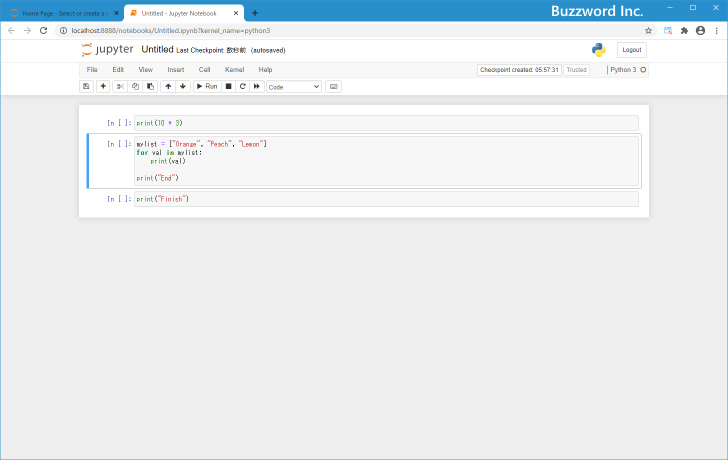 Buzzword Inc.
Home Page - Select or create a
Untitled - Jupyter Notebook
localhost:8888/notebooks/Untitled.ipynb?kernel_name=python3
jupyter Untitled Last Checkpoint: 数秒前 (autosaved)
Logout
File Edit View Insert Cell Kernel Help
Checkpoint created: 05:57:31 Trusted Python 3
Run Code
In [ ]: print(10 * 3)
In [ ]: mylist = ["Orange", "Peach", "Lemon"]
for val in mylist:
    print(val)
print("End")
In [ ]: print("Finish")